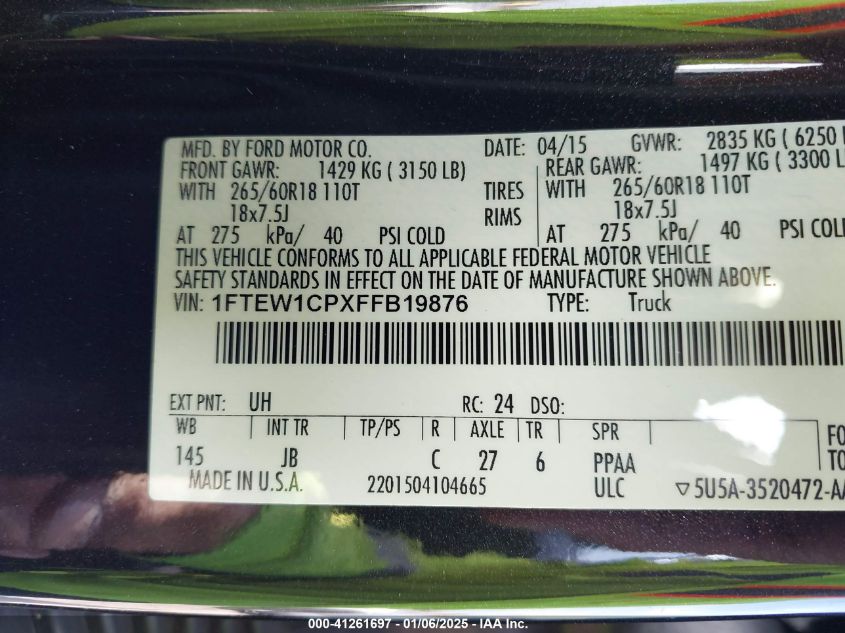 MFD. BY FORD MOTOR CO. DATE: 04/15 GVWR: 2835 KG ( 6250
FRONT GAWR: 1429 KG ( 3150 LB) REAR GAWR: 1497 KG ( 3300 L
WITH 265/60R18 110T TIRES WITH 265/60R18 110T
18x7.5J RIMS 18x7.5J
AT 275 kPa/ 40 PSI COLD AT 275 kPa/ 40 PSI COL
THIS VEHICLE CONFORMS TO ALL APPLICABLE FEDERAL MOTOR VEHICLE
SAFETY STANDARDS IN EFFECT ON THE DATE OF MANUFACTURE SHOWN ABOVE.
VIN: 1FTEW1CPXFFB19876 TYPE: Truck
EXT PNT: UH RC: 24 DSO:
WB INT TR TP/PS R AXLE TR SPR
145 JB C 27 6 PPAA
FO
TO
MADE IN U.S.A. 2201504104665 ULC ▽5U5A-3520472-A
000-41261697 - 01/06/2025 - IAA Inc.